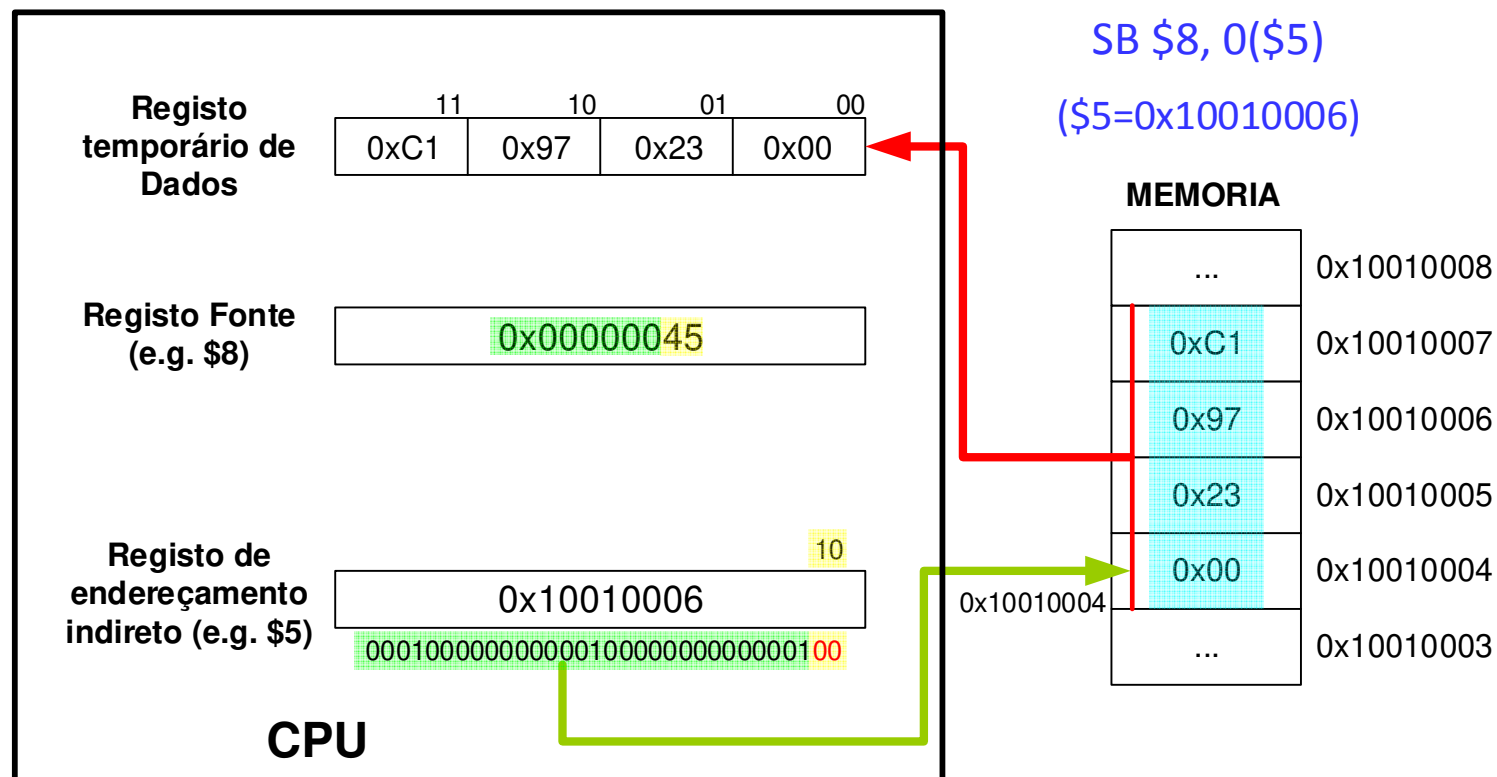 SB $8, 0($5)
($5=0x10010006)
Registo
temporário de
Dados
11 10 01 00
0xC1 0x97 0x23 0x00
Registo Fonte
(e.g. $8)
0x00000045
Registo de
endereçamento
indireto (e.g. $5)
10
0x10010006
00010000000000010000000000000100
CPU
MEMORIA
... 0x10010008
0xC1 0x10010007
0x97 0x10010006
0x23 0x10010005
0x00 0x10010004
0x10010004
... 0x10010003